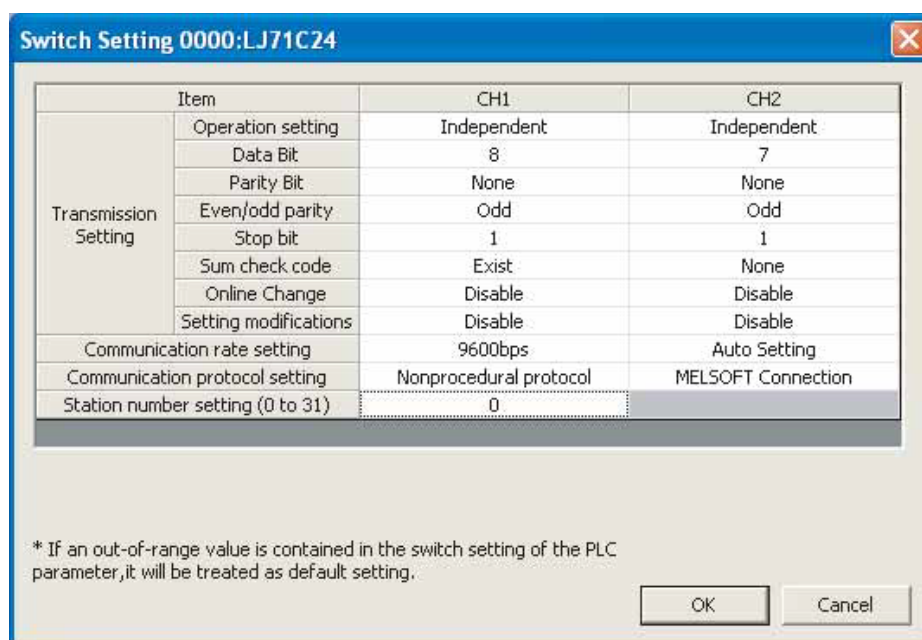 Switch Setting 0000:LJ71C24
Item CH1 CH2
Transmission Setting
Operation setting Independent Independent
Data Bit 8 7
Parity Bit None None
Even/odd parity Odd Odd
Stop bit 1 1
Sum check code Exist None
Online Change Disable Disable
Setting modifications Disable Disable
Communication rate setting 9600bps Auto Setting
Communication protocol setting Nonprocedural protocol MELSOFT Connection
Station number setting (0 to 31) 0
* If an out-of-range value is contained in the switch setting of the PLC
parameter,it will be treated as default setting.
OK Cancel